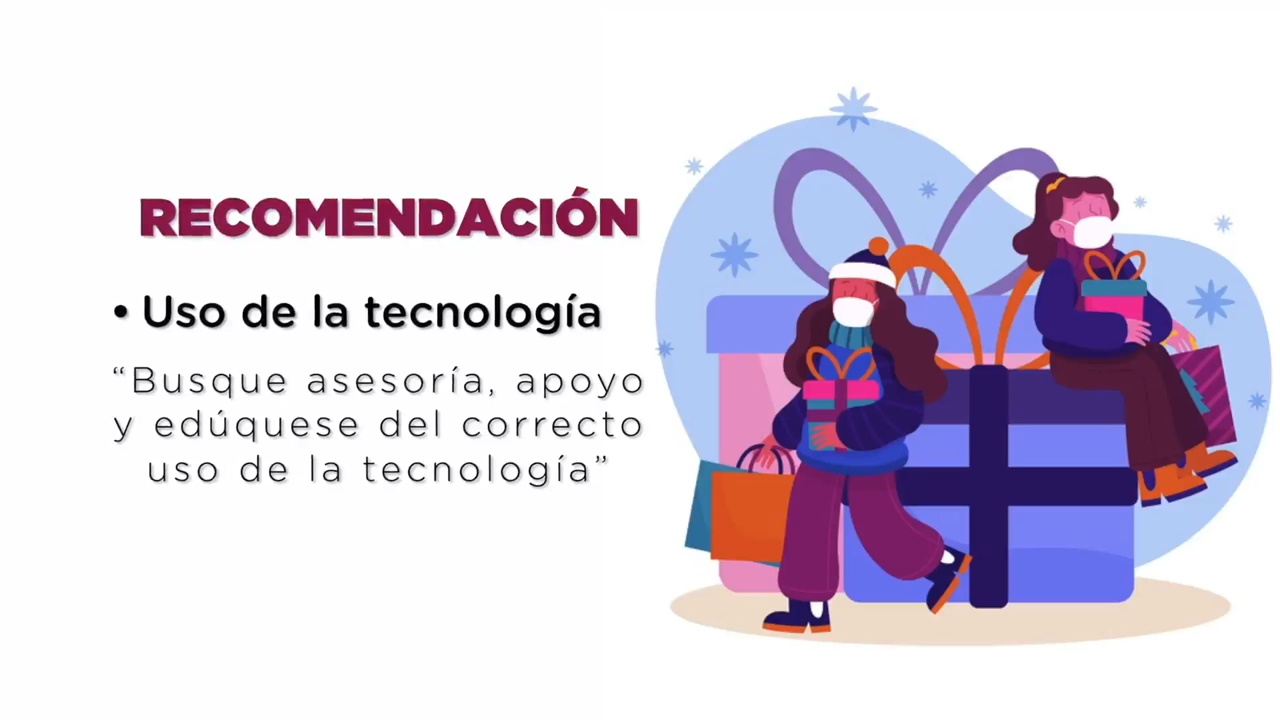 RECOMENDACIÓN
• Uso de la tecnología
“Busque asesoría, apoyo
y edúquese del correcto
uso de la tecnología”